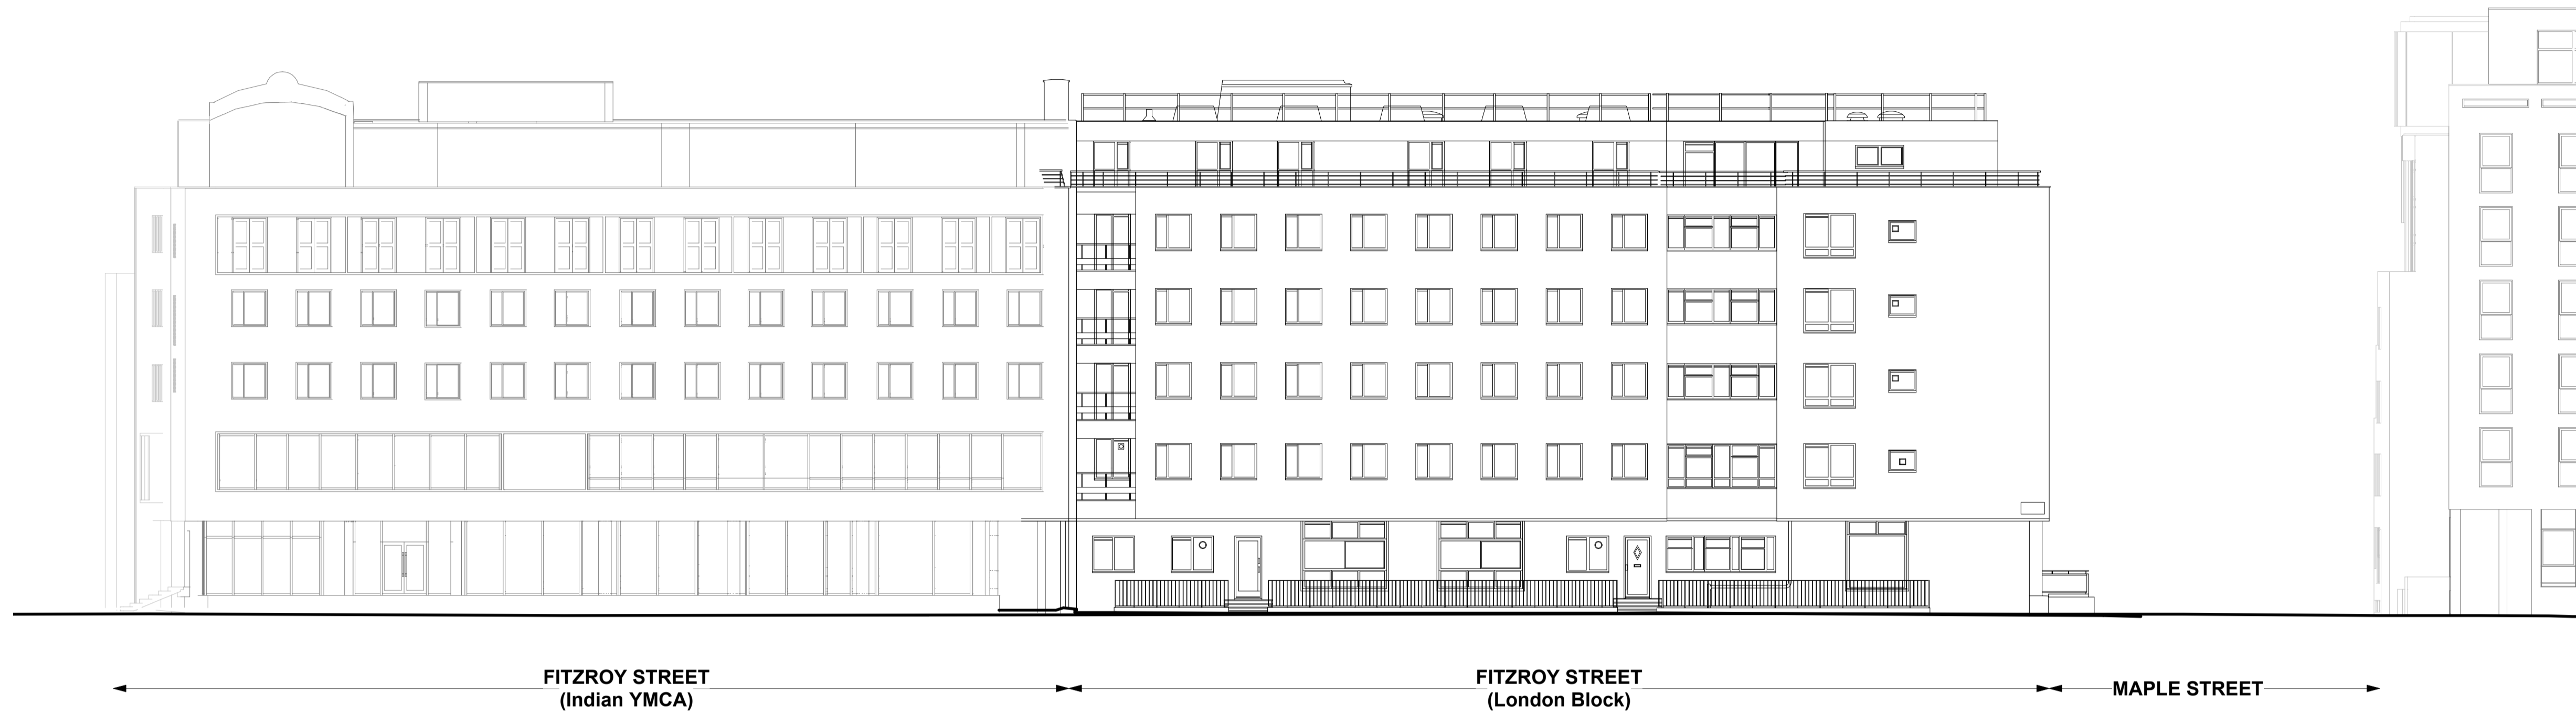 FITZROY STREET
(Indian YMCA)
FITZROY STREET
(London Block)
MAPLE STREET